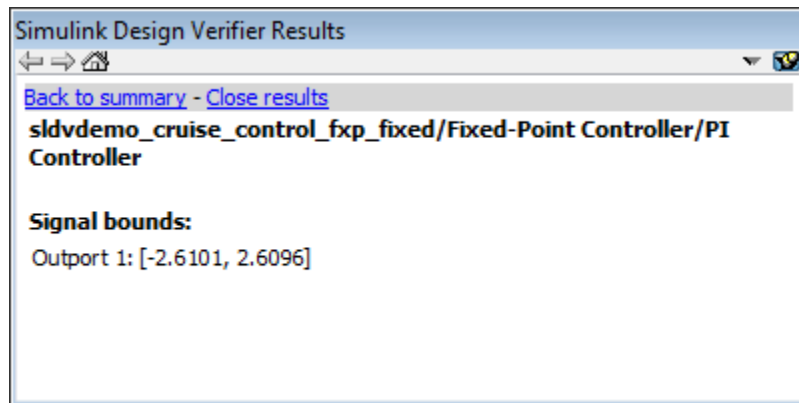 Simulink Design Verifier Results
Back to summary - Close results
sldvdemo_cruise_control_fxp_fixed/Fixed-Point Controller/PI
Controller
Signal bounds:
Outport 1: [-2.6101, 2.6096]